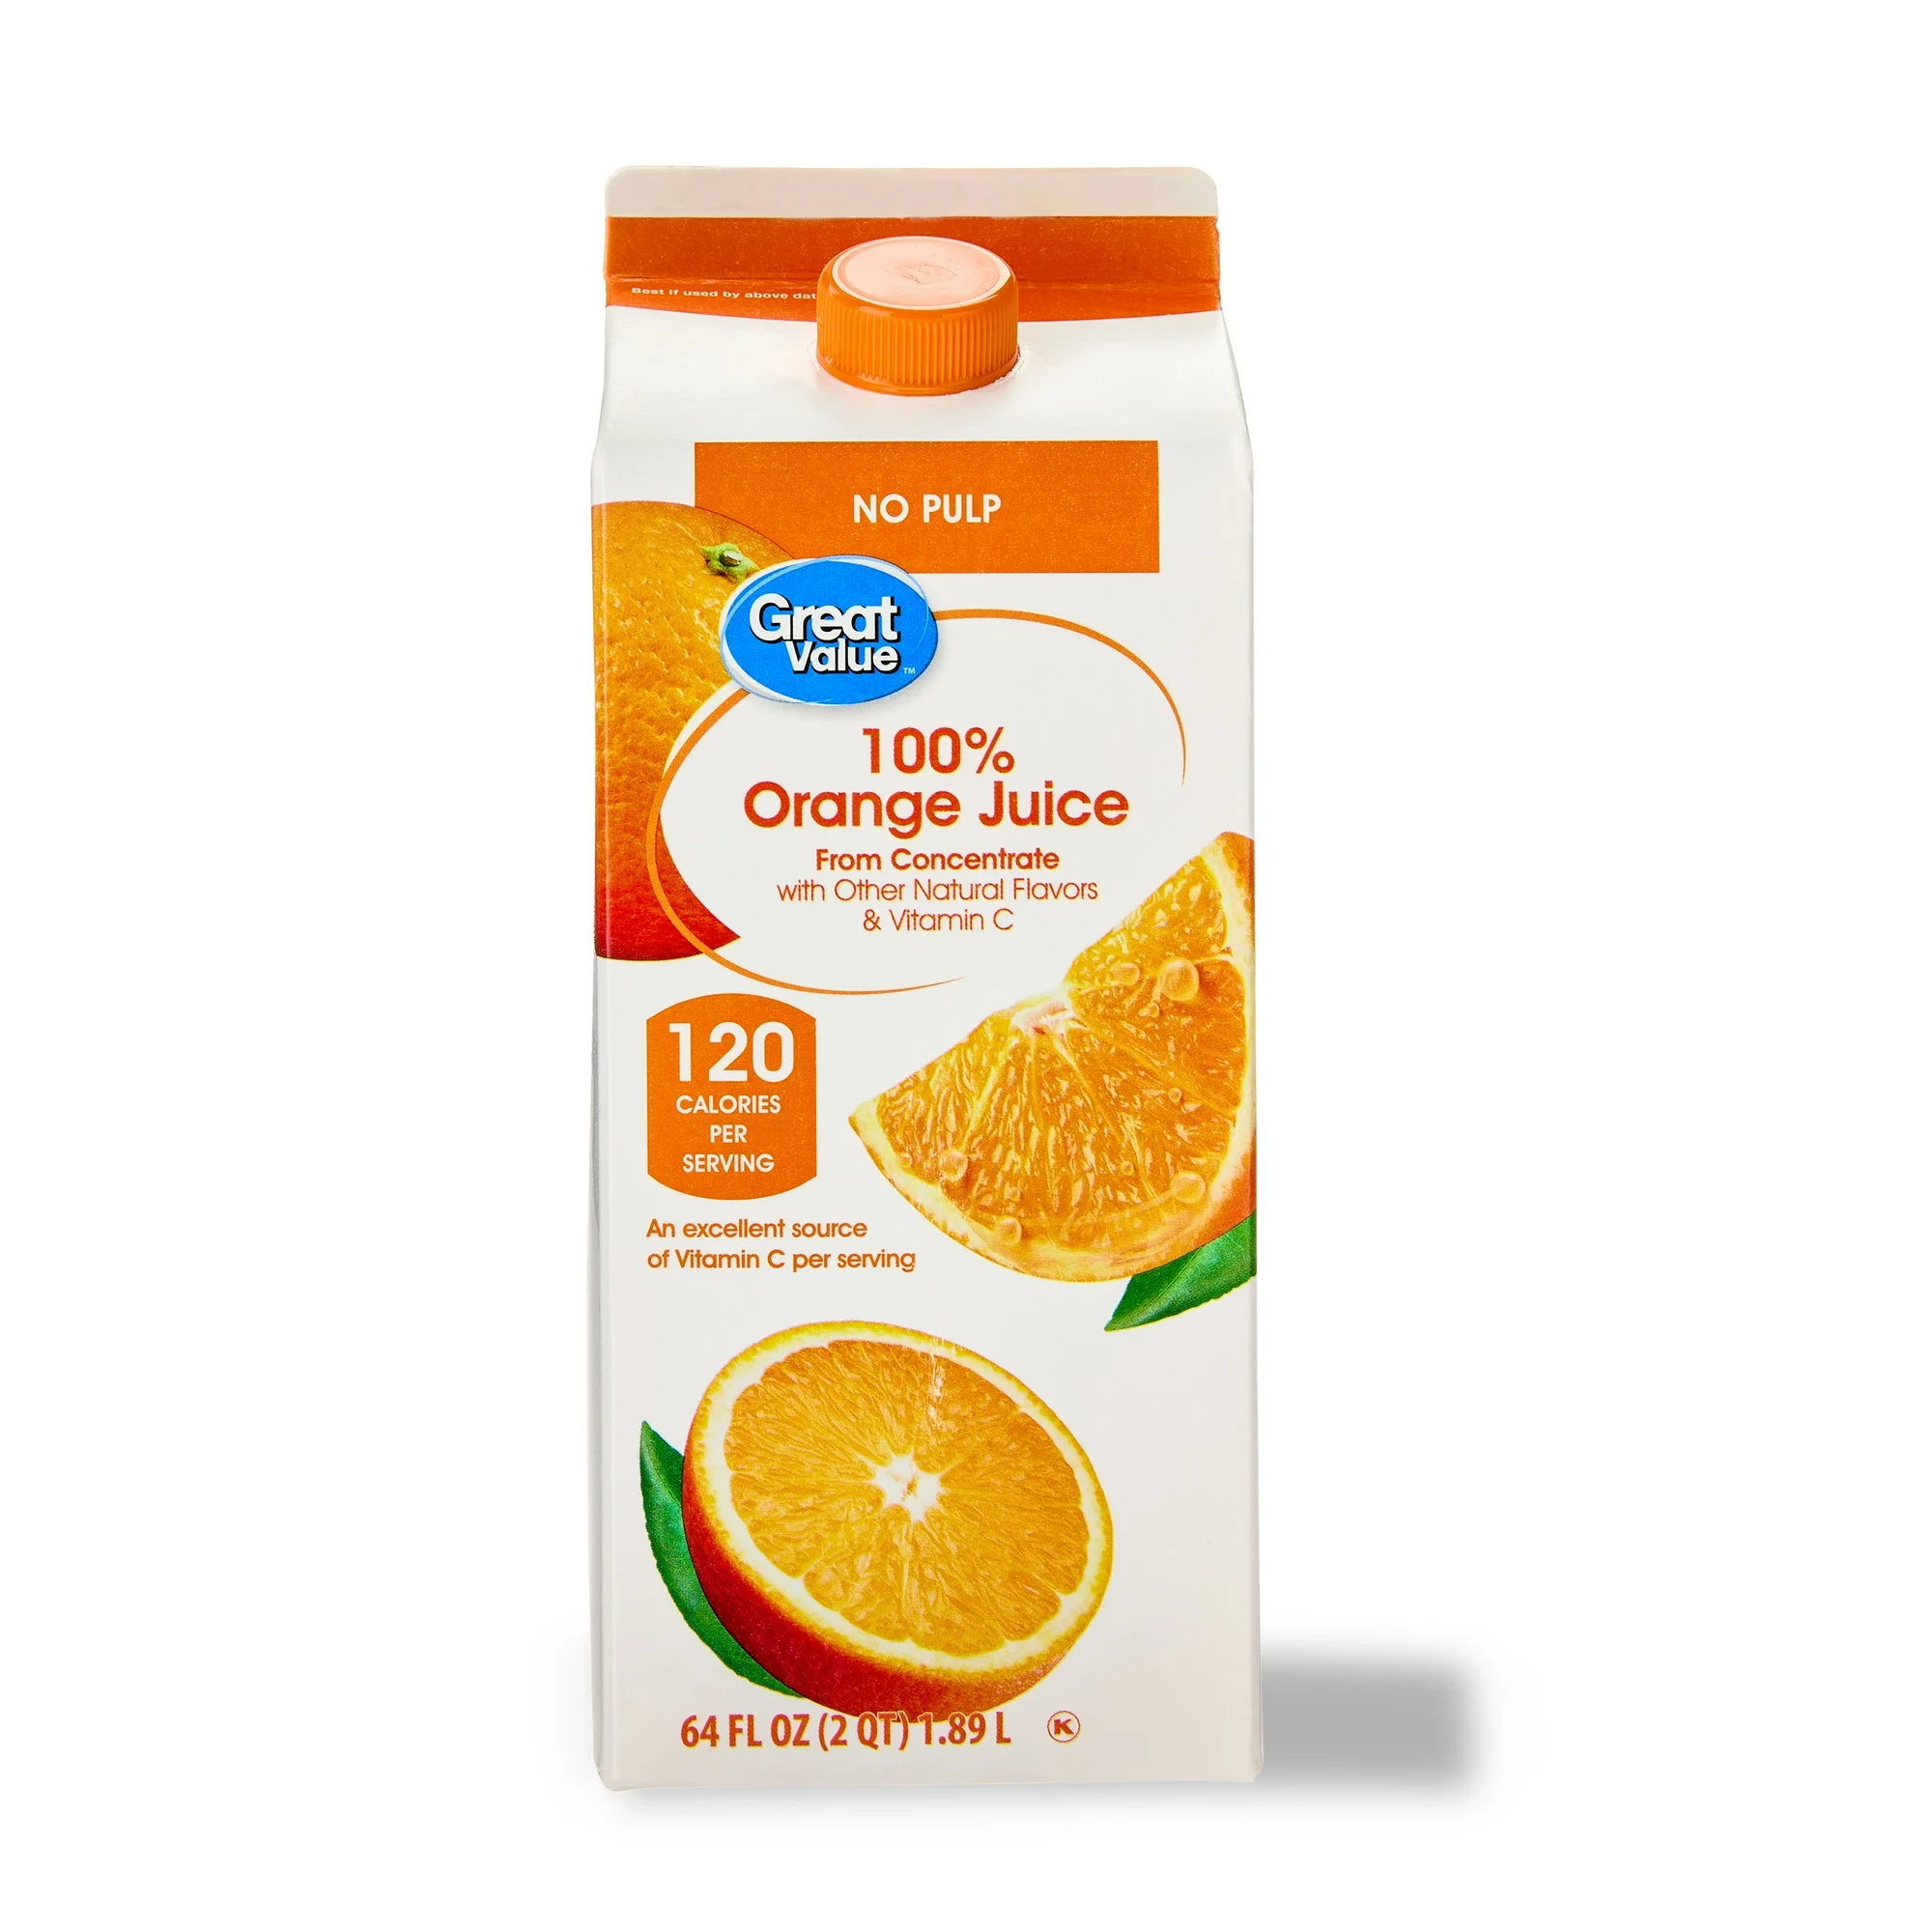 Best if used by above dat
NO PULP
Great
Value™
100%
Orange Juice
From Concentrate
with Other Natural Flavors
& Vitamin C
120
CALORIES
PER
SERVING
An excellent source
of Vitamin C per serving
64 FL OZ (2 QT) 1.89 L K